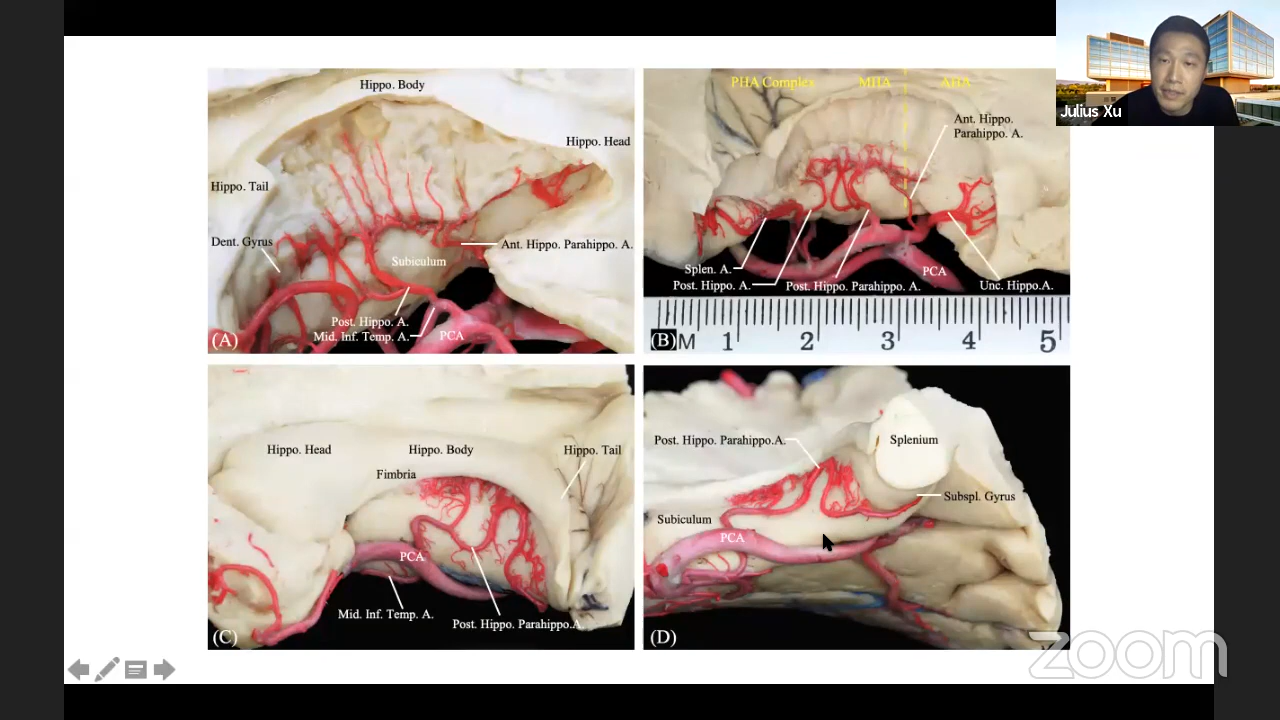 Julius Xu
Hippo. Body
Hippo. Head
Hippo. Tail
Dent. Gyrus
Subiculum
Ant. Hippo. Parahippo. A.
Post. Hippo. A.
Mid. Inf. Temp. A.
PCA
(A)
PHA Complex
MHA
AHA
Ant. Hippo.
Parahippo. A.
Splen. A.
Post. Hippo. A.
Post. Hippo. Parahippo. A.
PCA
Unc. Hippo.A.
(B) M 1 2 3 4 5
Hippo. Head
Hippo. Body
Hippo. Tail
Fimbria
PCA
Mid. Inf. Temp. A.
Post. Hippo. Parahippo.A.
(C)
Post. Hippo. Parahippo.A.
Splenium
Subspl. Gyrus
Subiculum
PCA
(D)
zoom